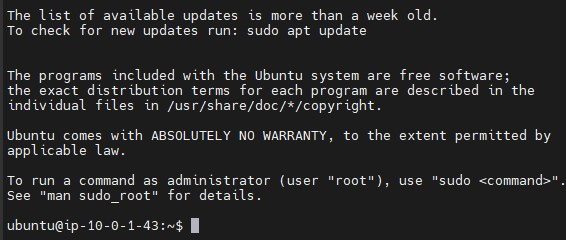 The list of available updates is more than a week old.
To check for new updates run: sudo apt update
The programs included with the Ubuntu system are free software;
the exact distribution terms for each program are described in the
individual files in /usr/share/doc/*/copyright.
Ubuntu comes with ABSOLUTELY NO WARRANTY, to the extent permitted by
applicable law.
To run a command as administrator (user "root"), use "sudo <command>".
See "man sudo_root" for details.
ubuntu@ip-10-0-1-43:~$